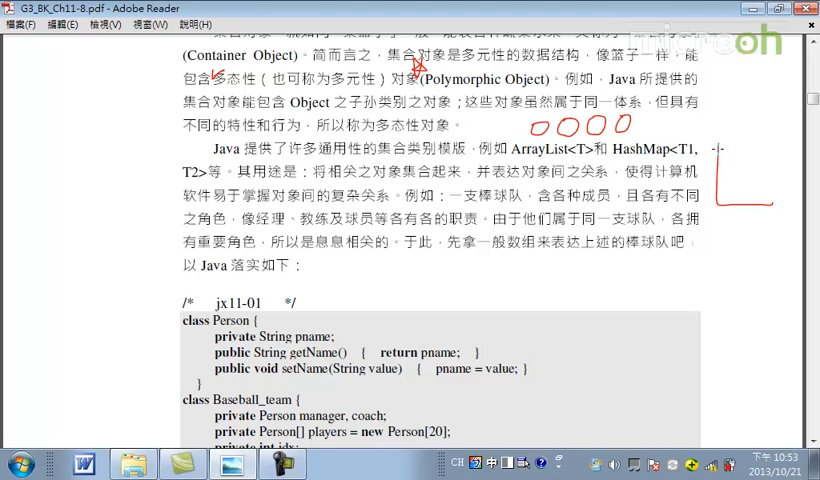 G3_BK_Ch11-8.pdf - Adobe Reader
檔案(F) 編輯(E) 檢視(V) 視窗(W) 說明(H)
microoh
(Container Object)。简而言之，集合对象是多元性的数据结构，像篮子一样，能
包含多态性（也可称为多元性）对象(Polymorphic Object)。例如，Java 所提供的
集合对象能包含 Object 之子孙类别之对象；这些对象虽然属于同一体系，但具有
不同的特性和行为，所以称为多态性对象。
Java 提供了许多通用性的集合类别模版，例如 ArrayList<T>和 HashMap<T1,
T2>等。其用途是：将相关之对象集合起来，并表达对象间之关系，使得计算机
软件易于掌握对象间的复杂关系。例如：一支棒球队，含各种成员，且各有不同
之角色，像经理、教练及球员等各有各的职责。由于他们属于同一支球队，各拥
有重要角色，所以是息息相关的。于此，先拿一般数组来表达上述的棒球队吧，
以 Java 落实如下：
/* jx11-01 */
class Person {
private String pname;
public String getName() { return pname; }
public void setName(String value) { pname = value; }
}
class Baseball_team {
private Person manager, coach;
private Person[] players = new Person[20];
private int idx;
CH 中
下午 10:53
2013/10/21